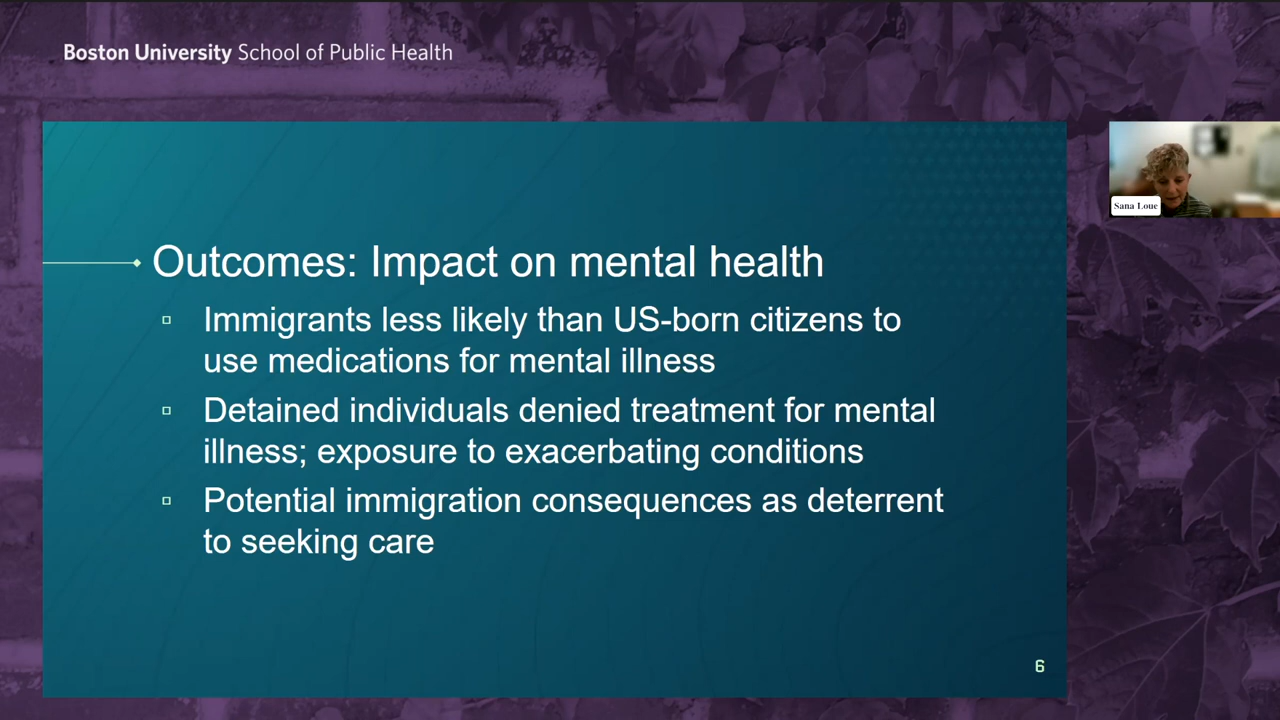 Boston University School of Public Health
Sana Loue
Outcomes: Impact on mental health
Immigrants less likely than US-born citizens to
use medications for mental illness
Detained individuals denied treatment for mental
illness; exposure to exacerbating conditions
Potential immigration consequences as deterrent
to seeking care
6